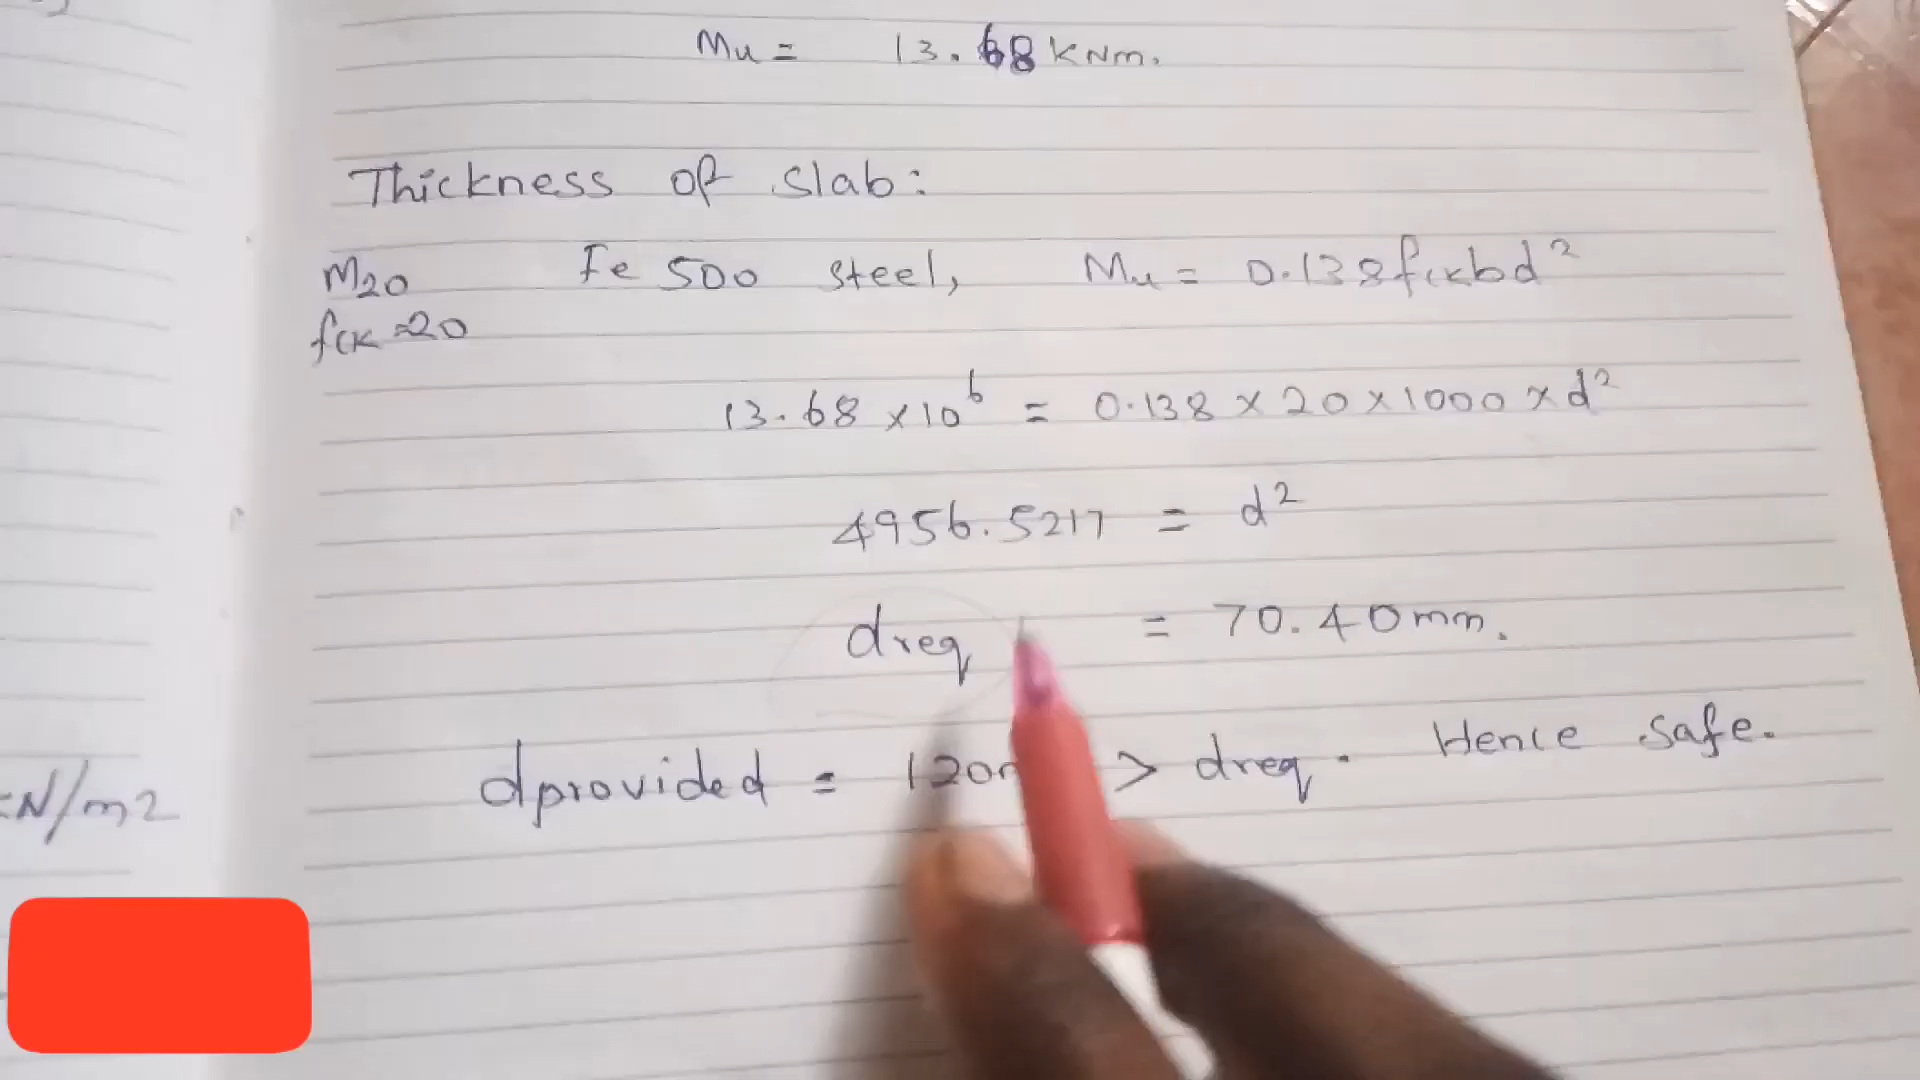 Mu = 13.68 KNm.
Thickness of slab:
M20 Fe 500 steel, Mu = 0.138fckbd²
fck=20
13.68 x10⁶ = 0.138 x 20 x 1000 x d²
4956.5217 = d²
dreq = 70.40mm.
dprovided = 120 > dreq. Hence safe.
N/m2